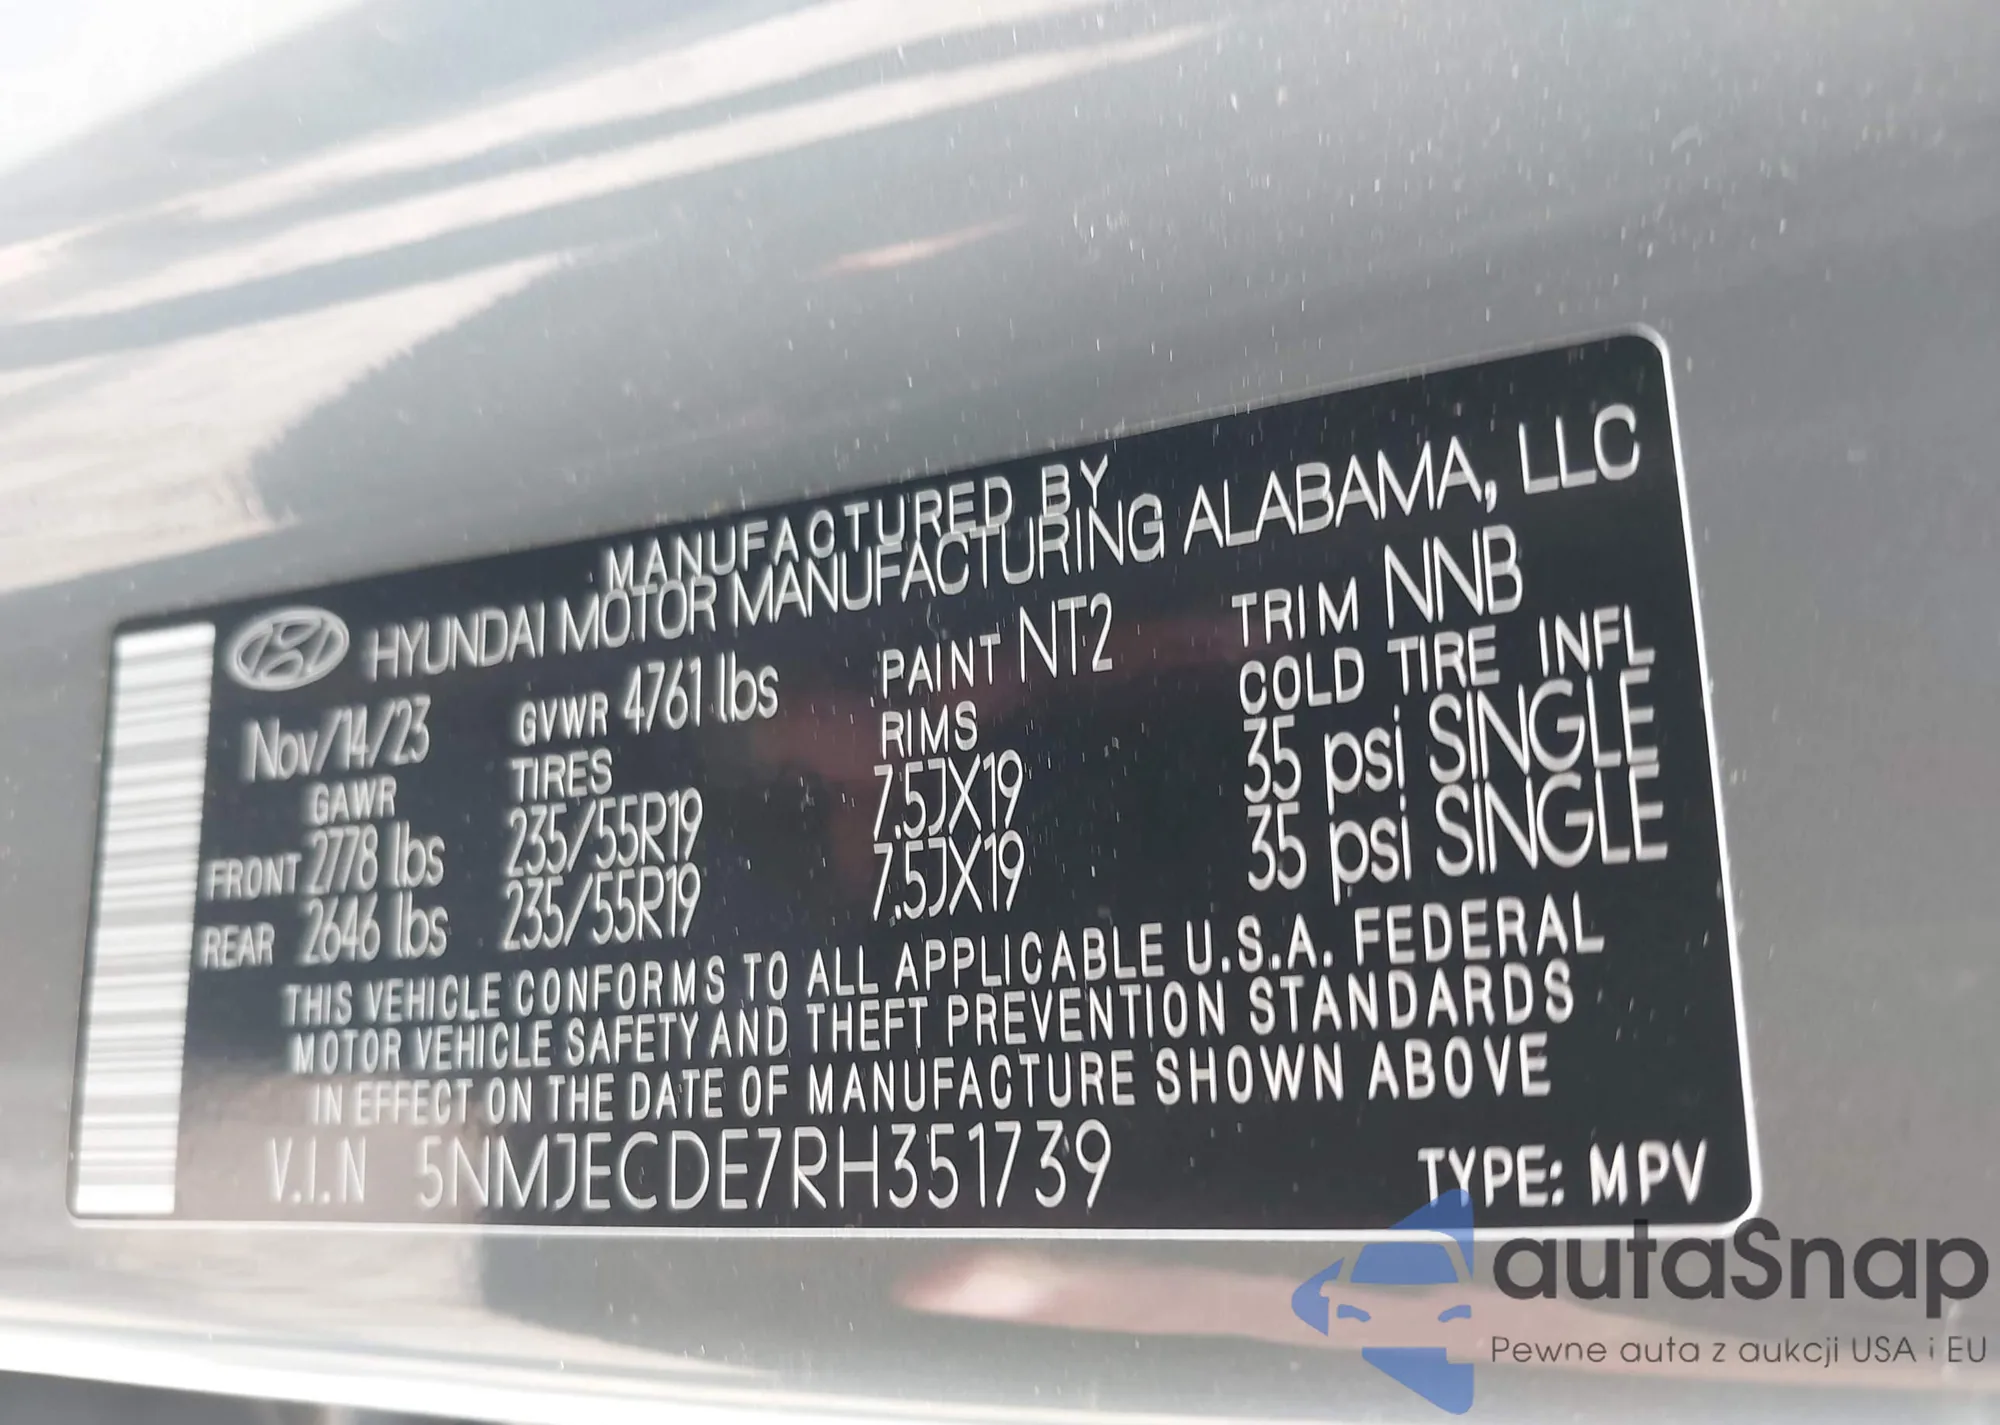 MANUFACTURED BY
HYUNDAI MOTOR MANUFACTURING ALABAMA, LLC
Nov/14/23 GVWR 4761 lbs PAINT NT2 TRIM NNB
GAWR TIRES RIMS COLD TIRE INFL
FRONT 2778 lbs 235/55R19 7.5JX19 35 psi SINGLE
REAR 2646 lbs 235/55R19 7.5JX19 35 psi SINGLE
THIS VEHICLE CONFORMS TO ALL APPLICABLE U.S.A. FEDERAL
MOTOR VEHICLE SAFETY AND THEFT PREVENTION STANDARDS
IN EFFECT ON THE DATE OF MANUFACTURE SHOWN ABOVE
V.I.N 5NMJECDE7RH351739 TYPE: MPV
autaSnap
Pewne auta z aukcji USA i EU